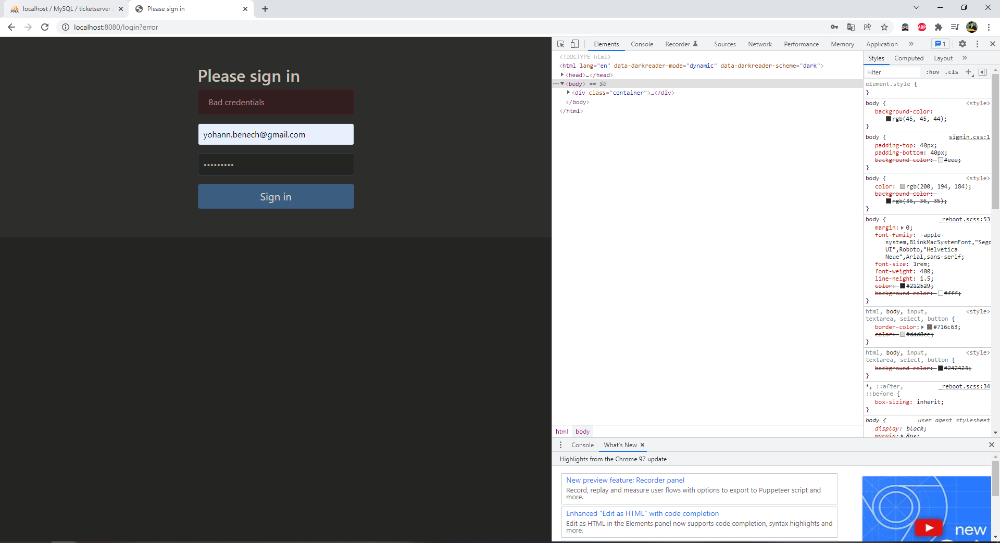 localhost / MySQL / ticketserver
Please sign in
localhost:8080/login?error
ABP
Please sign in
Bad credentials
yohann.benech@gmail.com
•••••••••
Sign in
Elements
Console
Recorder
Sources
Network
Performance
Memory
Application
1
<!DOCTYPE html>
<html lang="en" data-darkreader-mode="dynamic" data-darkreader-scheme="dark">
<head>…</head>
<body> == $0
<div class="container">…</div>
</body>
</html>
html
body
Styles
Computed
Layout
Filter
:hov
.cls
element.style {
}
body {
<style>
background-color:
rgb(45, 45, 44);
}
body {
signin.css:1
padding-top: 40px;
padding-bottom: 40px;
background-color: #eee;
}
body {
<style>
color: rgb(200, 194, 184);
background-color:
rgb(36, 36, 35);
}
body {
_reboot.scss:53
margin: 0;
font-family: -apple-
system,BlinkMacSystemFont,"Sego
UI",Roboto,"Helvetica
Neue",Arial,sans-serif;
font-size: 1rem;
font-weight: 400;
line-height: 1.5;
color: #212529;
background-color: #fff;
}
html, body, input,
<style>
textarea, select, button {
border-color: #716c63;
color: #ddd8ce;
}
html, body, input,
<style>
textarea, select, button {
background-color: #242423;
}
*, ::after,
_reboot.scss:34
::before {
box-sizing: inherit;
}
body {
user agent stylesheet
display: block;
margin: 8px;
Console
What's New
Highlights from the Chrome 97 update
New preview feature: Recorder panel
Record, replay and measure user flows with options to export to Puppeteer script and
more.
Enhanced "Edit as HTML" with code completion
Edit as HTML in the Elements panel now supports code completion, syntax highlights and
more.
new